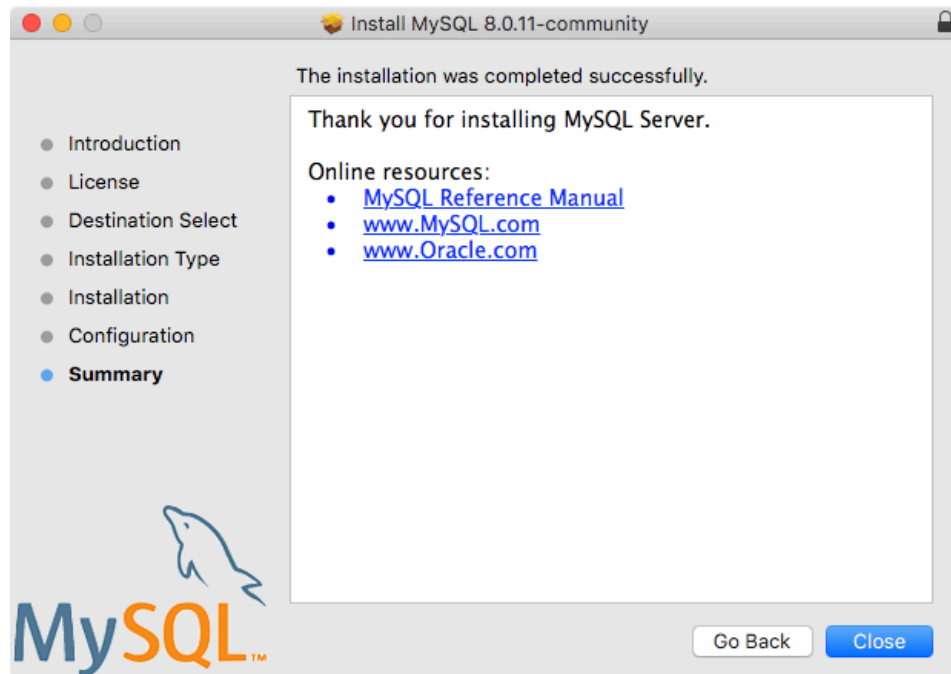 Install MySQL 8.0.11-community
The installation was completed successfully.
Introduction
License
Destination Select
Installation Type
Installation
Configuration
Summary
Thank you for installing MySQL Server.
Online resources:
• MySQL Reference Manual
• www.MySQL.com
• www.Oracle.com
MySQL™
Go Back
Close